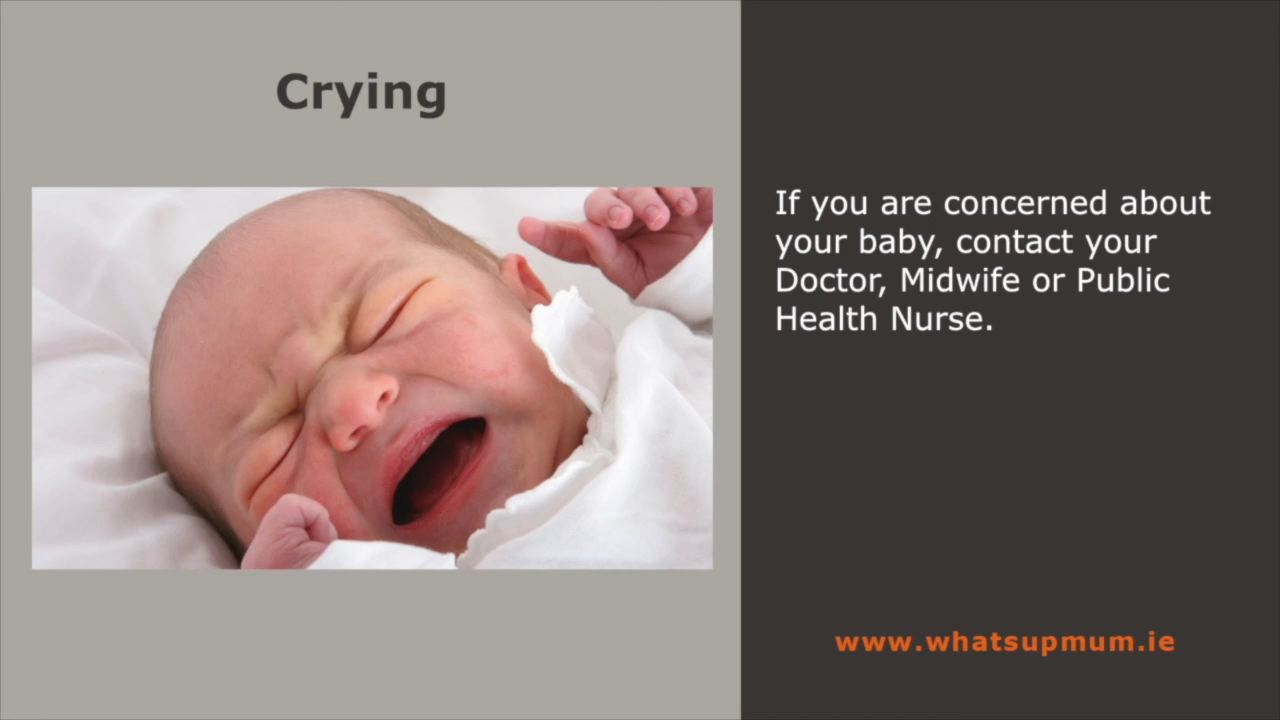 Crying
If you are concerned about
your baby, contact your
Doctor, Midwife or Public
Health Nurse.
www.whatsupmum.ie